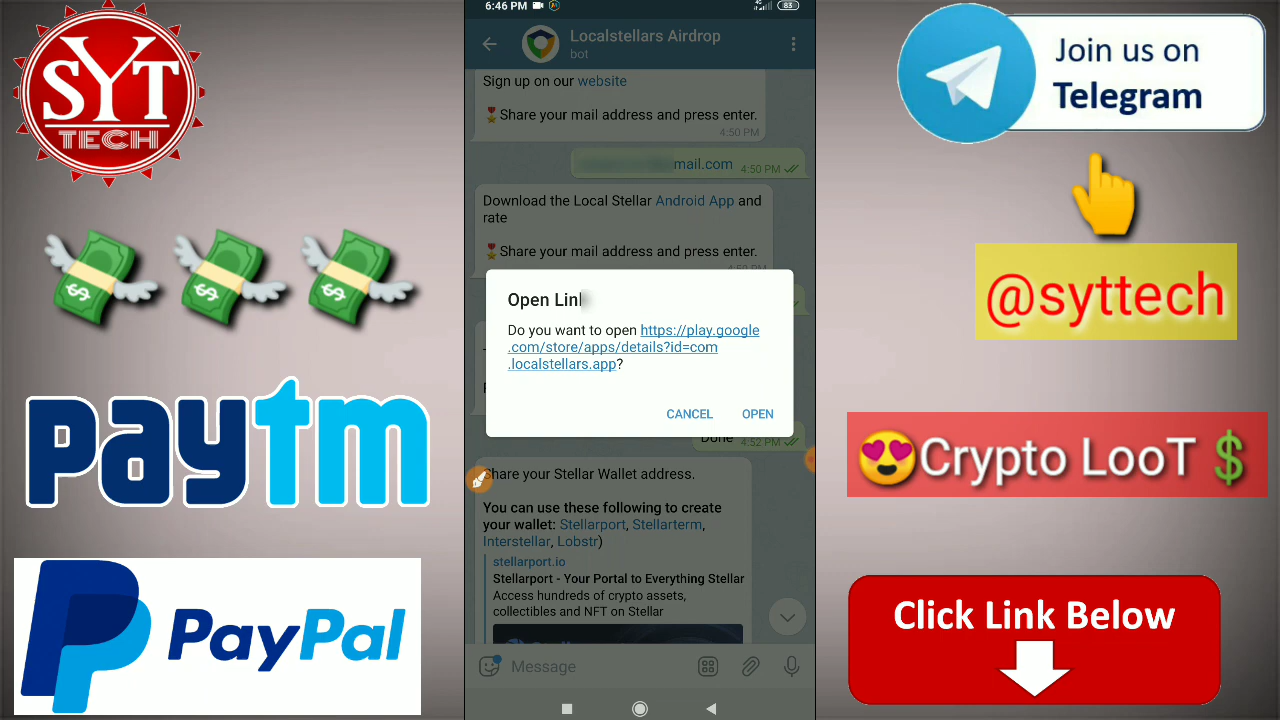 SYT
TECH
paytm
PayPal
6:46 PM
83
Localstellars Airdrop
bot
Sign up on our website
🎖Share your mail address and press enter.
4:50 PM
mail.com
4:50 PM
Download the Local Stellar Android App and
rate
🎖Share your mail address and press enter.
4:50 PM
Open Link
Do you want to open https://play.google
.com/store/apps/details?id=com
.localstellars.app?
CANCEL OPEN
Done 4:52 PM
Share your Stellar Wallet address.
You can use these following to create
your wallet: Stellarport, Stellarterm,
Interstellar, Lobstr)
stellarport.io
Stellarport - Your Portal to Everything Stellar
Access hundreds of crypto assets,
collectibles and NFT on Stellar
Message
Join us on
Telegram
@syttech
😍Crypto LooT $
Click Link Below